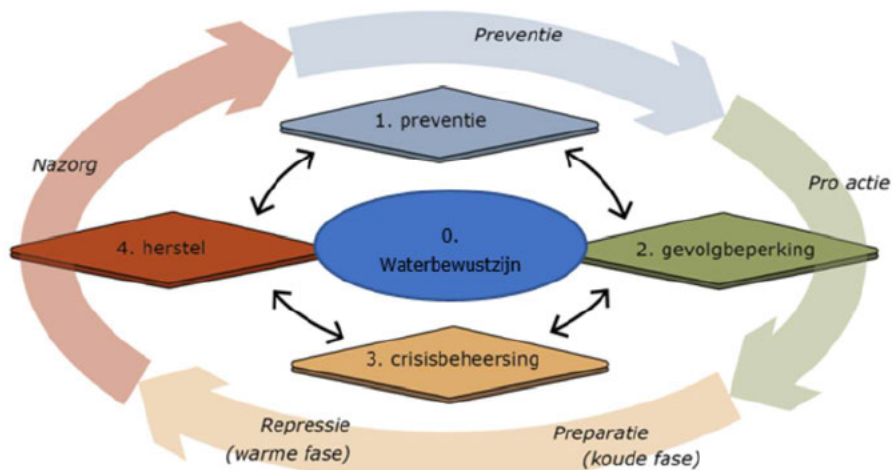 Preventie
1. preventie
Nazorg
Pro actie
4. herstel
0.
Waterbewustzijn
2. gevolgbeperking
3. crisisbeheersing
Repressie
(warme fase)
Preparatie
(koude fase)